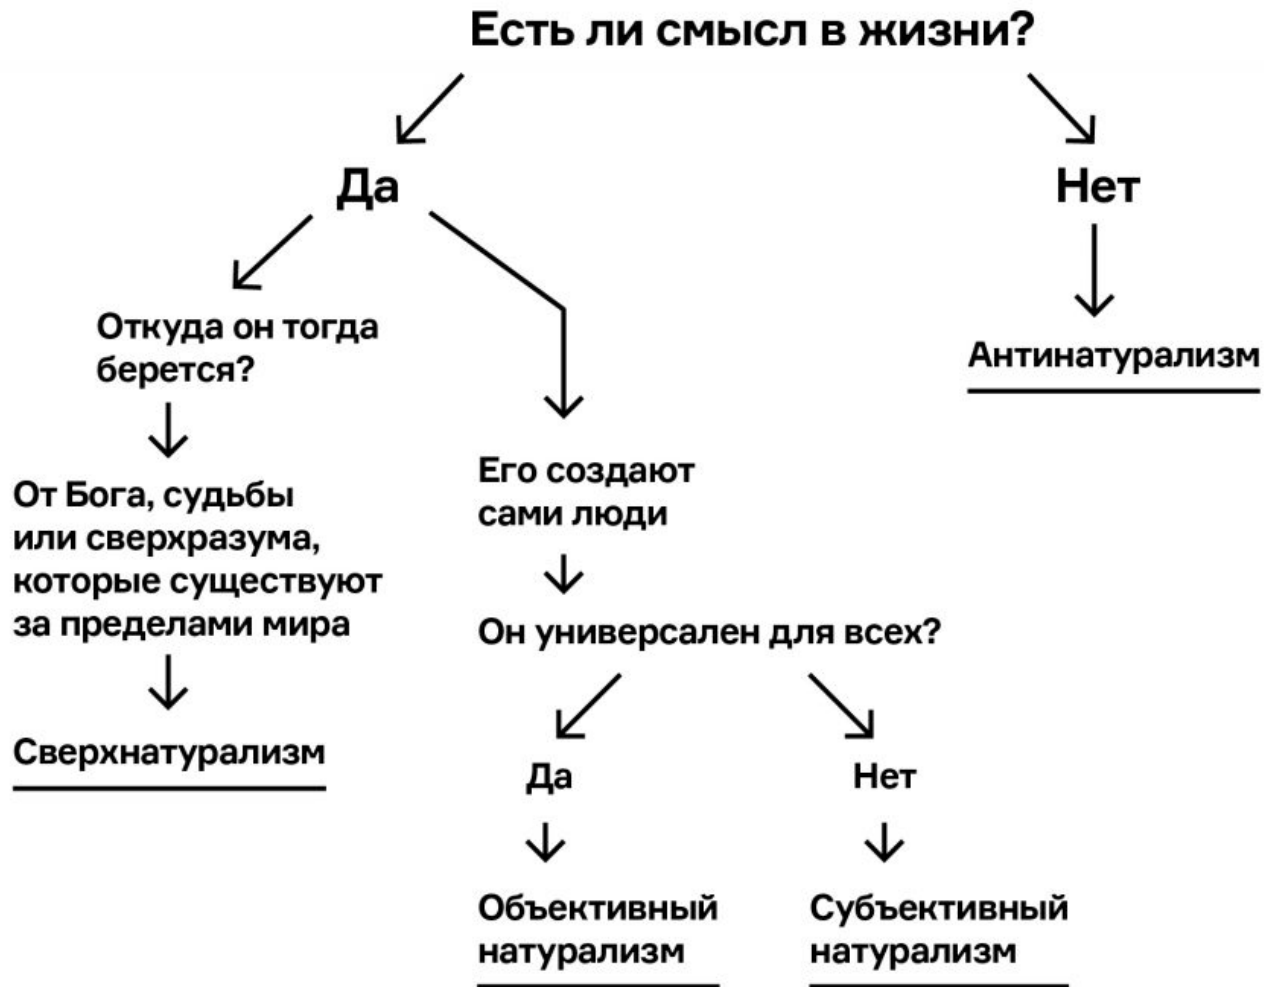 Есть ли смысл в жизни?
Да
Нет
Откуда он тогда
берется?
Антинатурализм
От Бога, судьбы
или сверхразума,
которые существуют
за пределами мира
Его создают
сами люди
Он универсален для всех?
Сверхнатурализм
Да
Нет
Объективный
натурализм
Субъективный
натурализм